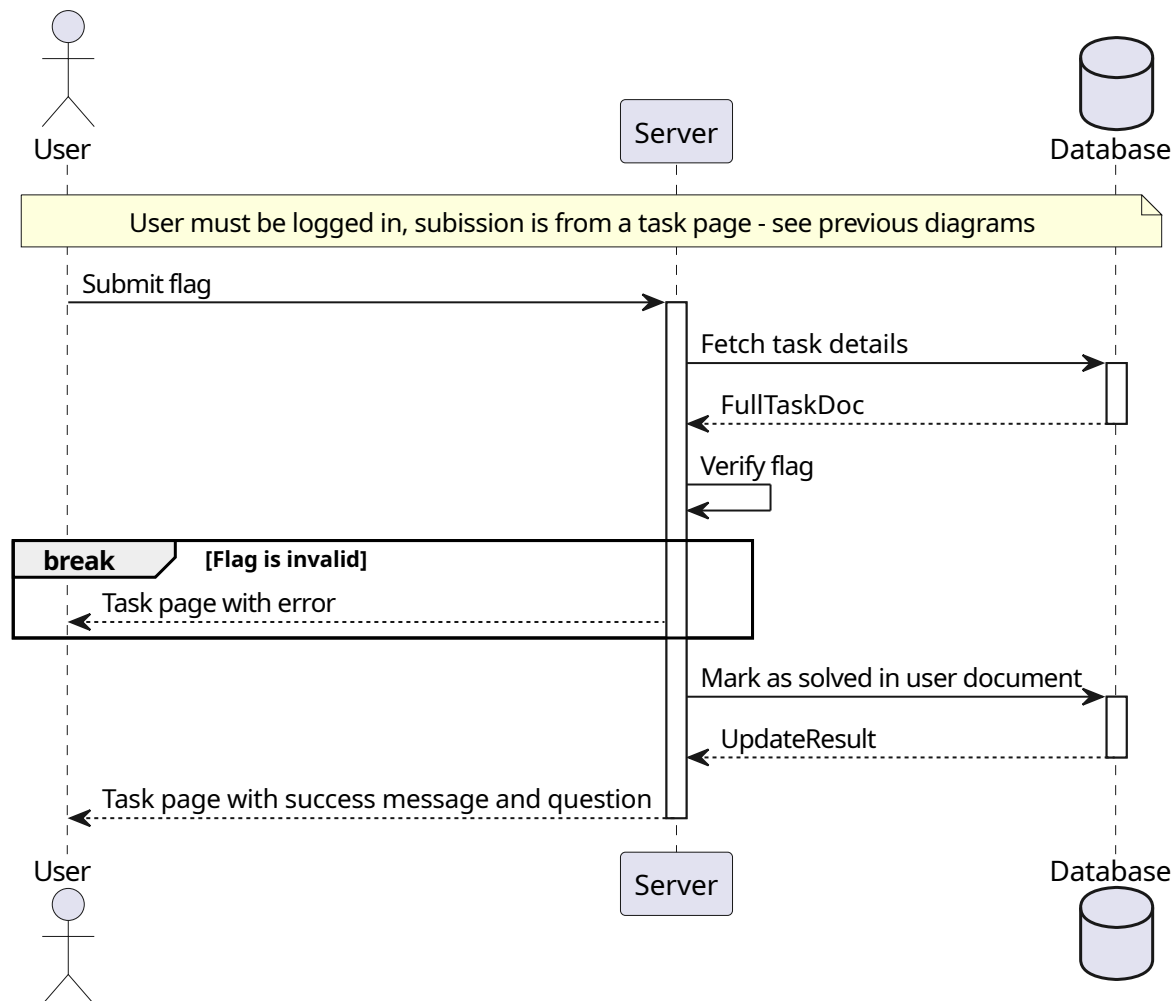 User
Server
Database
User must be logged in, subission is from a task page - see previous diagrams
Submit flag
Fetch task details
FullTaskDoc
Verify flag
break
[Flag is invalid]
Task page with error
Mark as solved in user document
UpdateResult
Task page with success message and question
User
Server
Database